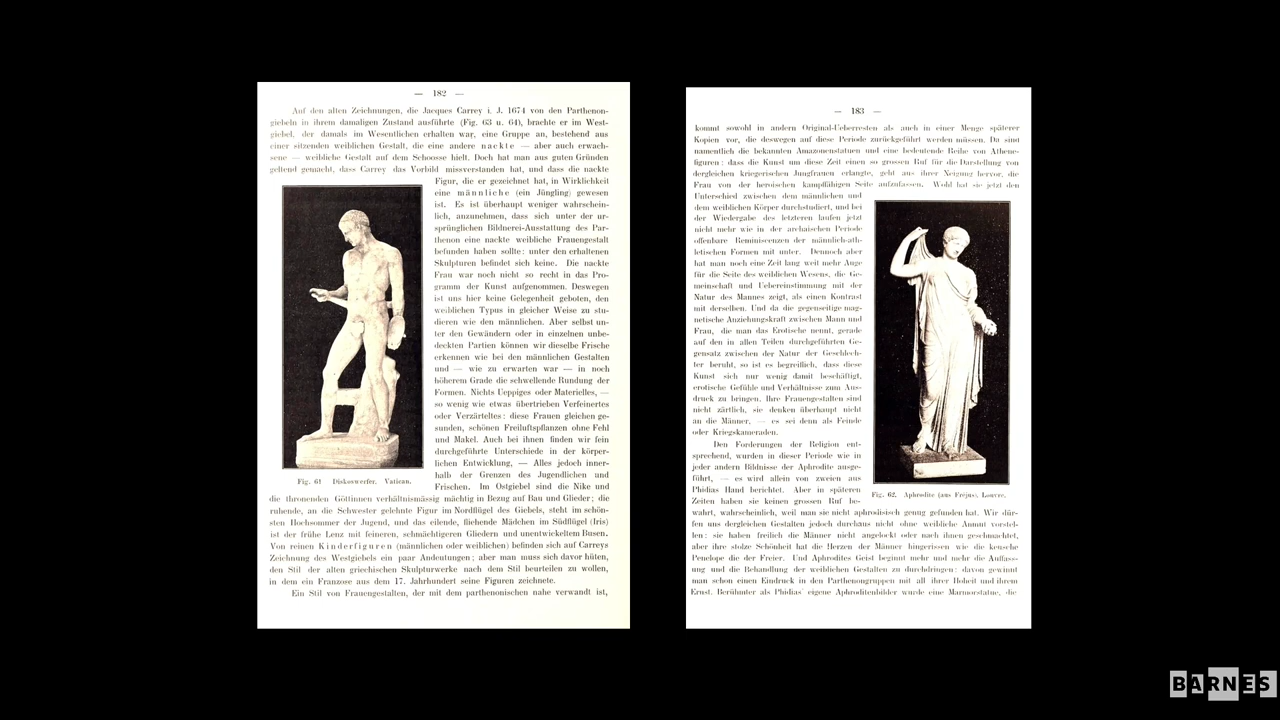 — 182 —
Auf den alten Zeichnungen, die Jacques Carrey i. J. 1674 von den Parthenon-
giebeln in ihrem damaligen Zustand ausführte (Fig. 63 u. 64), brachte er im West-
giebel, der damals im Wesentlichen erhalten war, eine Gruppe an, bestehend aus
einer sitzenden weiblichen Gestalt, die eine andere nackte — aber auch erwach-
sene — weibliche Gestalt auf dem Schoosse hielt. Doch hat man aus guten Gründen
geltend gemacht, dass Carrey das Vorbild missverstanden hat, und dass die nackte
Figur, die er gezeichnet hat, in Wirklichkeit
eine männliche (ein Jüngling) gewesen
ist. Es ist überhaupt weniger wahrschein-
lich, anzunehmen, dass sich unter der ur-
sprünglichen Bildnerei-Ausstattung des Par-
thenon eine nackte weibliche Frauengestalt
befunden haben sollte: unter den erhaltenen
Skulpturen befindet sich keine. Die nackte
Frau war noch nicht so recht in das Pro-
gramm der Kunst aufgenommen. Deswegen
ist uns hier keine Gelegenheit geboten, den
weiblichen Typus in gleicher Weise zu stu-
dieren wie den männlichen. Aber selbst un-
ter den Gewändern oder in einzelnen unbe-
deckten Partien können wir dieselbe Frische
erkennen wie bei den männlichen Gestalten
und — wie zu erwarten war — in noch
höherem Grade die schwellende Rundung der
Formen. Nichts Ueppiges oder Materielles, —
so wenig wie etwas übertrieben Verfeinertes
oder Verzärteltes: diese Frauen gleichen ge-
sunden, schönen Freiluftspflanzen ohne Fehl
und Makel. Auch bei ihnen finden wir fein
durchgeführte Unterschiede in der körper-
lichen Entwicklung, — Alles jedoch inner-
halb der Grenzen des Jugendlichen und
Frischen. Im Ostgiebel sind die Nike und
Fig. 61 Diskoswerfer. Vatican.
die thronenden Göttinnen verhältnismässig mächtig in Bezug auf Bau und Glieder; die
ruhende, an die Schwester gelehnte Figur im Nordflügel des Giebels, steht im schön-
sten Hochsommer der Jugend, und das eilende, fliehende Mädchen im Südflügel (Iris)
ist der frühe Lenz mit feineren, schmächtigeren Gliedern und unentwickeltem Busen.
Von reinen Kinderfiguren (männlichen oder weiblichen) befinden sich auf Carreys
Zeichnung des Westgiebels ein paar Andeutungen; aber man muss sich davor hüten,
den Stil der alten griechischen Skulpturwerke nach dem Stil beurteilen zu wollen,
in dem ein Franzose aus dem 17. Jahrhundert seine Figuren zeichnete.
Ein Stil von Frauengestalten, der mit dem parthenonischen nahe verwandt ist,
— 183 —
kommt sowohl in andern Original-Ueberresten als auch in einer Menge späterer
Kopien vor, die deswegen auf diese Periode zurückgeführt werden müssen. Da sind
namentlich die bekannten Amazonenstatuen und eine bedeutende Reihe von Athene-
figuren: dass die Kunst um diese Zeit einen so grossen Ruf für die Darstellung von
dergleichen kriegerischen Jungfrauen erlangte, geht aus ihrer Neigung hervor, die
Frau von der heroischen kampffähigen Seite aufzufassen. Wohl hat sie jetzt den
Unterschied zwischen dem männlichen und
dem weiblichen Körper durchstudiert, und bei
der Wiedergabe des letzteren laufen jetzt
nicht mehr wie in der archaischen Periode
offenbare Reminiscenzen der männlich-ath-
letischen Formen mit unter. Dennoch aber
hat man noch eine Zeit lang weit mehr Auge
für die Seite des weiblichen Wesens, die Ge-
meinschaft und Uebereinstimmung mit der
Natur des Mannes zeigt, als einen Kontrast
mit derselben. Und da die gegenseitige mag-
netische Anziehungskraft zwischen Mann und
Frau, die man das Erotische nennt, gerade
auf den in allen Teilen durchgeführten Ge-
gensatz zwischen der Natur der Geschlech-
ter beruht, so ist es begreiflich, dass diese
Kunst sich nur wenig damit beschäftigt,
erotische Gefühle und Verhältnisse zum Aus-
druck zu bringen. Ihre Frauengestalten sind
nicht zärtlich, sie denken überhaupt nicht
an die Männer, — es sei denn als Feinde
oder Kriegskameraden.
Den Forderungen der Religion ent-
sprechend, wurden in dieser Periode wie in
jeder andern Bildnisse der Aphrodite ausge-
führt, — es wird allein von zweien aus
Phidias Hand berichtet. Aber in späteren
Zeiten haben sie keinen grossen Ruf be-
Fig. 62. Aphrodite (aus Fréjus). Louvre.
wahrt, wahrscheinlich, weil man sie nicht aphrodisisch genug gefunden hat. Wir dür-
fen uns dergleichen Gestalten jedoch durchaus nicht ohne weibliche Anmut vorstel-
len: sie haben freilich die Männer nicht angelockt oder nach ihnen geschmachtet,
aber ihre stolze Schönheit hat die Herzen der Männer hingerissen wie die keusche
Penelope die der Freier. Und Aphrodites Geist beginnt mehr und mehr die Auffass-
ung und die Behandlung der weiblichen Gestalten zu durchdringen: davon gewinnt
man schon einen Eindruck in den Parthenongruppen mit all ihrer Hoheit und ihrem
Ernst. Berühmter als Phidias' eigene Aphroditenbilder wurde eine Marmorstatue, die
BARNES